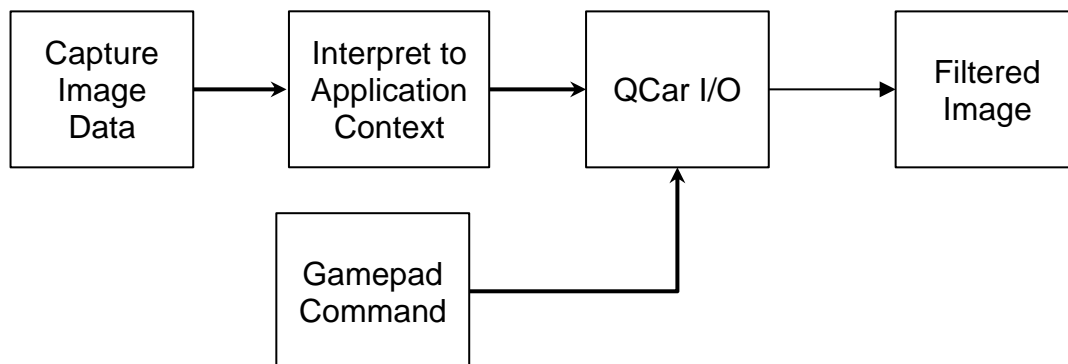 Capture
Image
Data
Interpret to
Application
Context
QCar I/O
Filtered
Image
Gamepad
Command